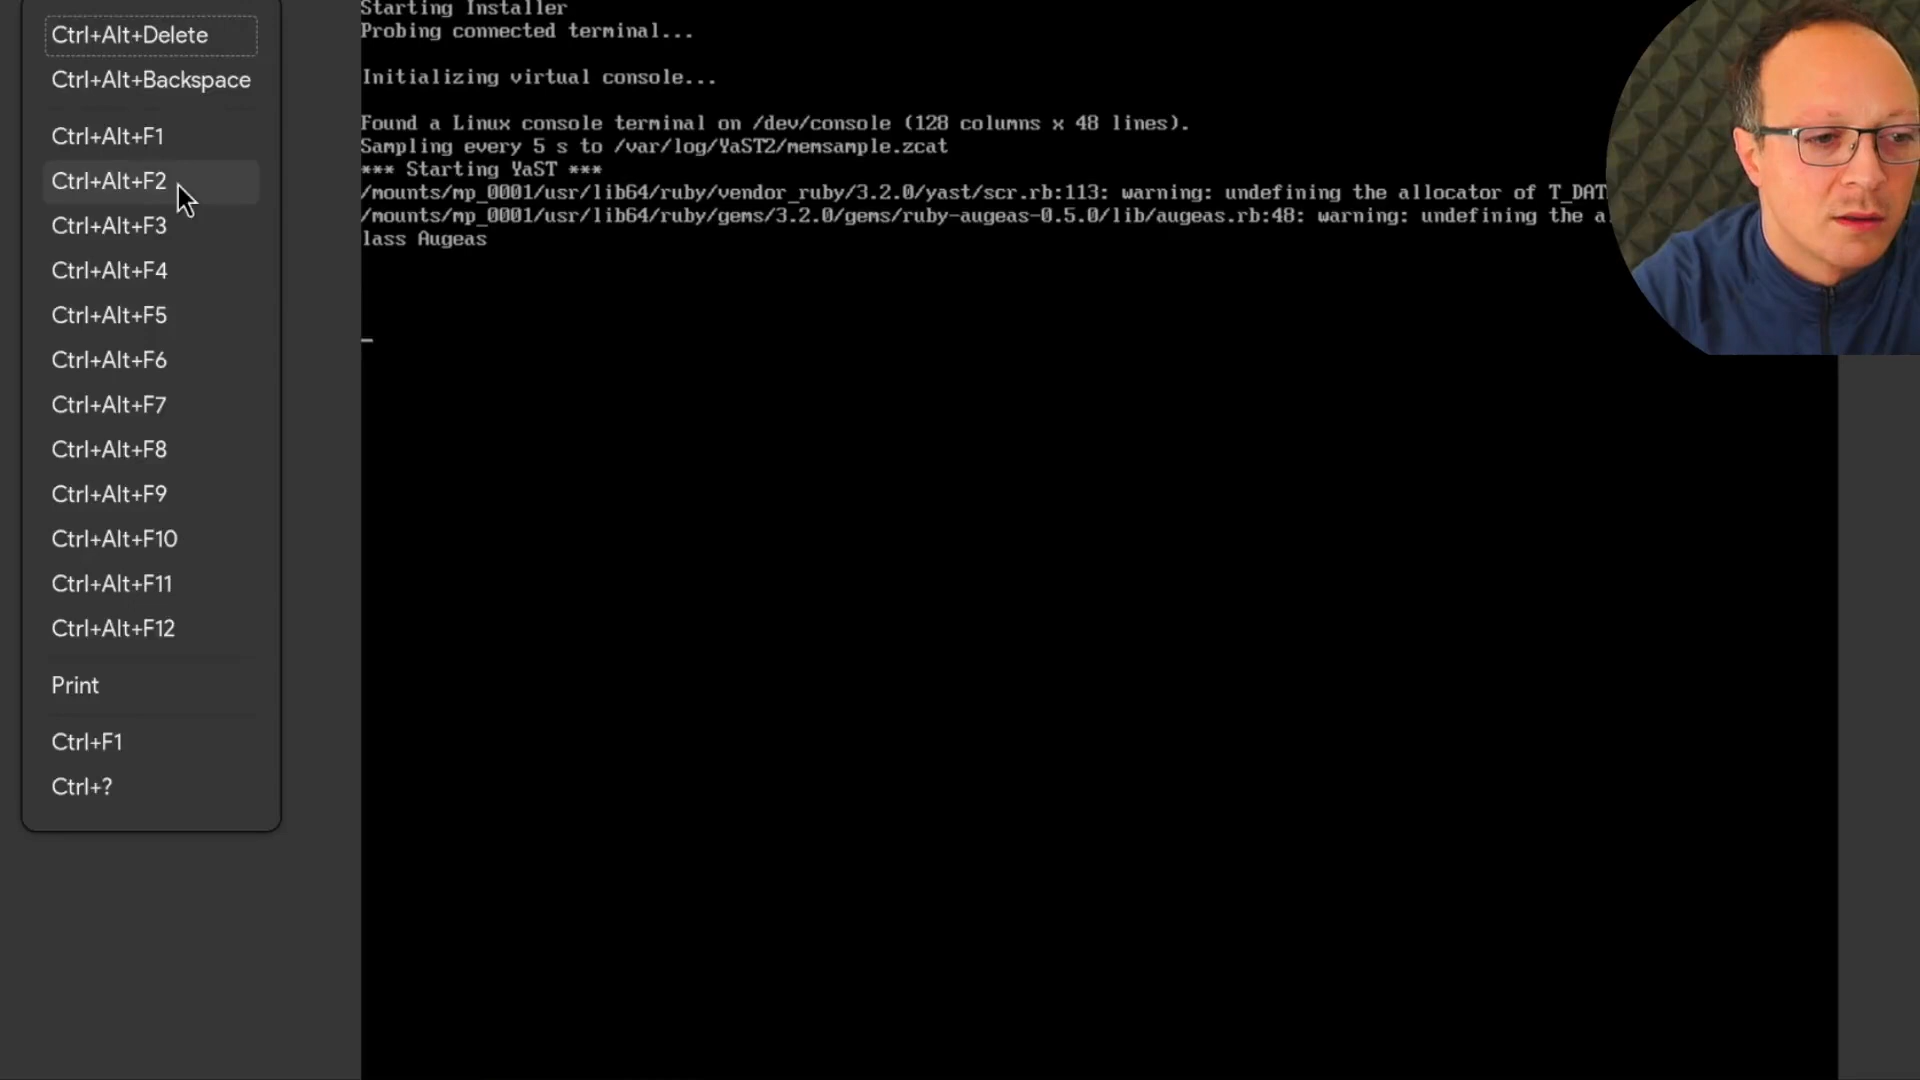 Ctrl+Alt+Delete
Ctrl+Alt+Backspace
Ctrl+Alt+F1
Ctrl+Alt+F2
Ctrl+Alt+F3
Ctrl+Alt+F4
Ctrl+Alt+F5
Ctrl+Alt+F6
Ctrl+Alt+F7
Ctrl+Alt+F8
Ctrl+Alt+F9
Ctrl+Alt+F10
Ctrl+Alt+F11
Ctrl+Alt+F12
Print
Ctrl+F1
Ctrl+?
Starting Installer
Probing connected terminal...
Initializing virtual console...
Found a Linux console terminal on /dev/console (128 columns x 48 lines).
Sampling every 5 s to /var/log/YaST2/memsample.zcat
*** Starting YaST ***
/mounts/mp_0001/usr/lib64/ruby/vendor_ruby/3.2.0/yast/scr.rb:113: warning: undefining the allocator of T_DAT
/mounts/mp_0001/usr/lib64/ruby/gems/3.2.0/gems/ruby-augeas-0.5.0/lib/augeas.rb:48: warning: undefining the a
lass Augeas